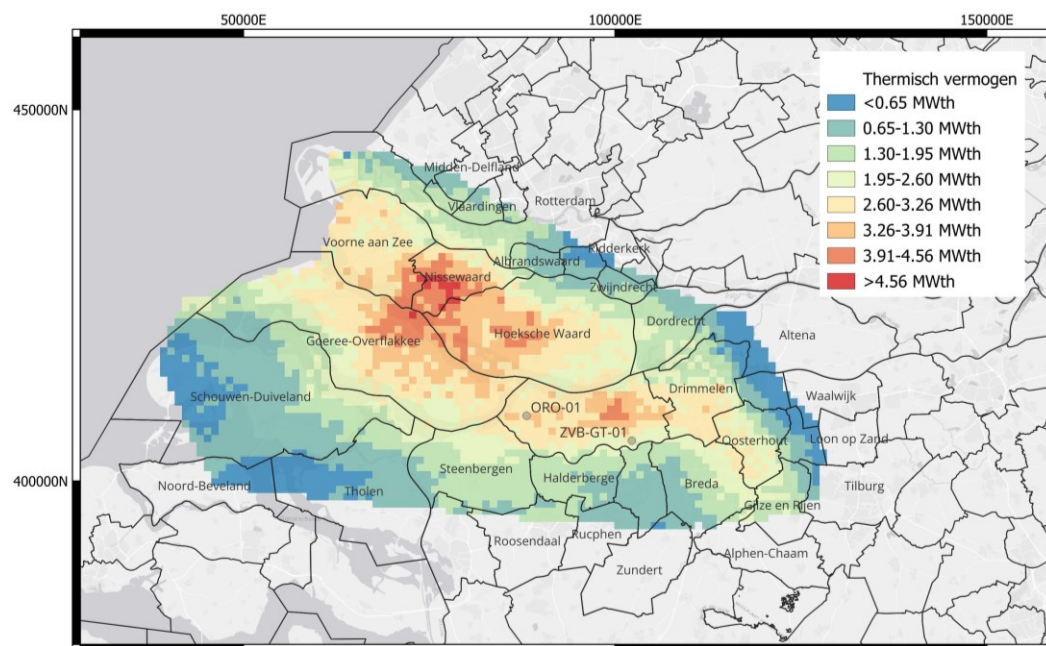 50000E 100000E 150000E
450000N
400000N
Thermisch vermogen
<0.65 MWth
0.65-1.30 MWth
1.30-1.95 MWth
1.95-2.60 MWth
2.60-3.26 MWth
3.26-3.91 MWth
3.91-4.56 MWth
>4.56 MWth
Midden-Delfland
Rotterdam
Vlaardingen
Voorne aan Zee
Ridderkerk
Albrandswaard
Nissewaard
Zwijndrecht
Dordrecht
Hoeksche Waard
Altena
Goeree-Overflakkee
Drimmelen
Schouwen-Duiveland
Waalwijk
ORO-01
ZVB-GT-01
Oosterhout
Loon op Zand
Steenbergen
Halderberge
Breda
Noord-Beveland
Tholen
Tilburg
Gilze en Rijen
Roosendaal
Rucphen
Alphen-Chaam
Zundert